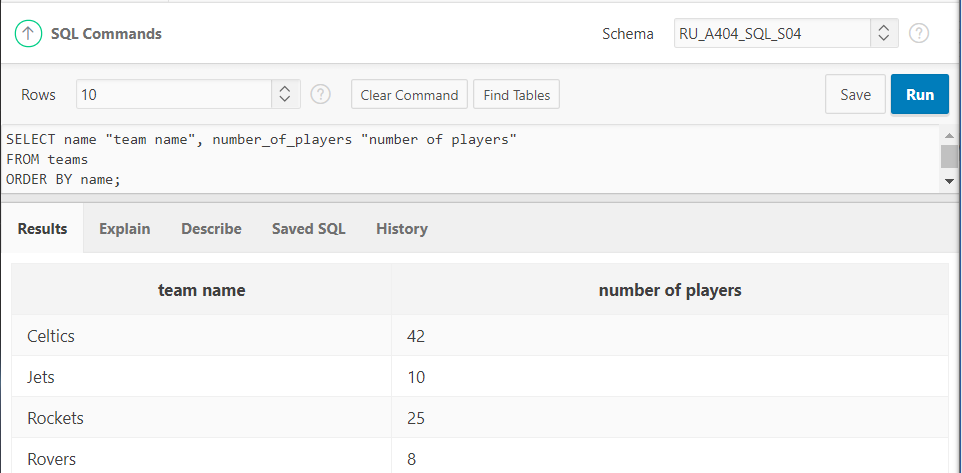 SQL Commands Schema RU_A404_SQL_S04 ?
Rows 10 ? Clear Command Find Tables Save Run
SELECT name "team name", number_of_players "number of players"
FROM teams
ORDER BY name;
Results Explain Describe Saved SQL History
team name number of players
Celtics 42
Jets 10
Rockets 25
Rovers 8